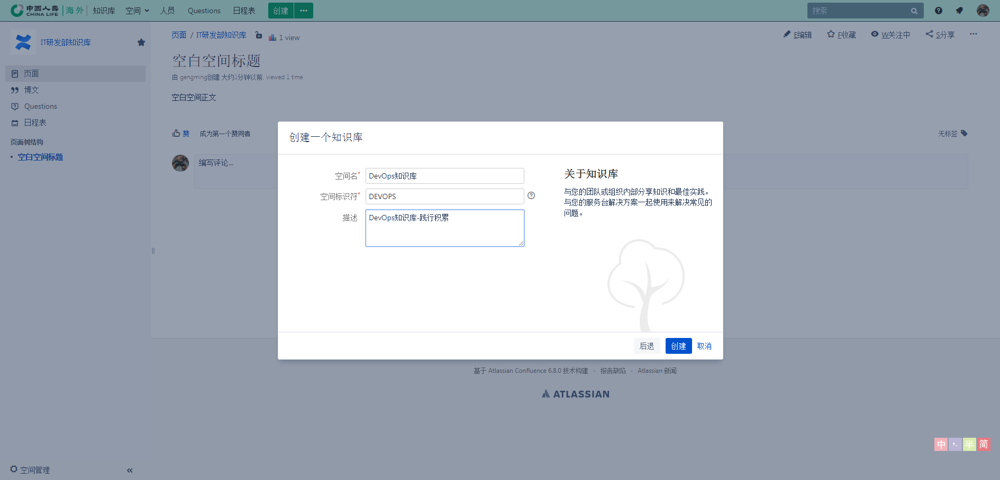 中國人壽 CHINA LIFE 海外 知识库 空间 人员 Questions 日程表 创建 ··· 搜索
IT研发部知识库
页面
博文
Questions
日程表
页面树结构
• 空白空间标题
空间管理
页面 / IT研发部知识库 1 view
E编辑 F收藏 W关注中 S分享 ···
空白空间标题
由 gengming创建 大约1分钟以前. viewed 1 time
空白空间正文
赞 成为第一个赞同者 无标签
编写评论...
创建一个知识库
空间名* DevOps知识库
空间标识符* DEVOPS
描述 DevOps知识库-践行积累
关于知识库
与您的团队或组织内部分享知识和最佳实践。
与您的服务台解决方案一起使用来解决常见的
问题。
后退 创建 取消
基于 Atlassian Confluence 6.8.0 技术构建 · 报告缺陷 · Atlassian 新闻
ATLASSIAN
中 半 简